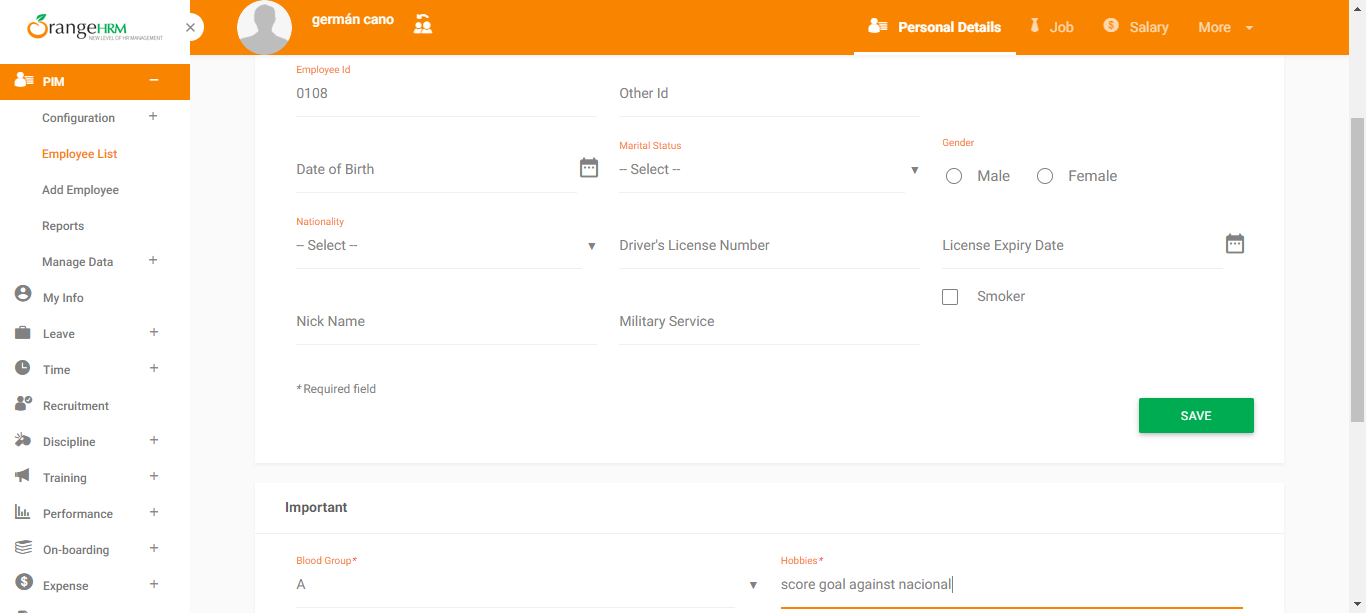 OrangeHRM
NEW LEVEL OF HR MANAGEMENT
germán cano
Personal Details
Job
Salary
More
PIM
Configuration
Employee List
Add Employee
Reports
Manage Data
My Info
Leave
Time
Recruitment
Discipline
Training
Performance
On-boarding
Expense
Employee Id
0108
Other Id
Date of Birth
Marital Status
-- Select --
Gender
Male
Female
Nationality
-- Select --
Driver's License Number
License Expiry Date
Smoker
Nick Name
Military Service
* Required field
SAVE
Important
Blood Group*
A
Hobbies*
score goal against nacional